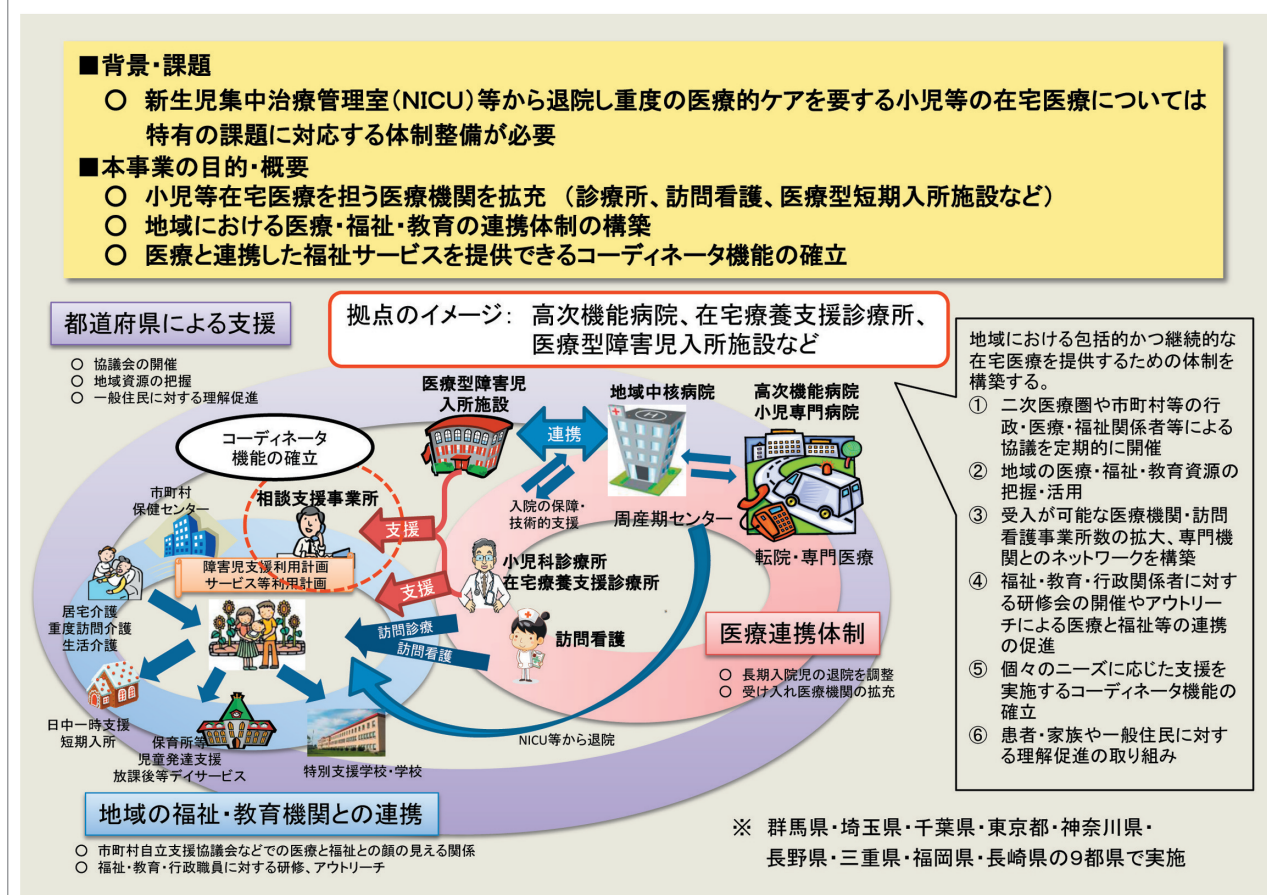 ■背景・課題
○ 新生児集中治療管理室(NICU)等から退院し重度の医療的ケアを要する小児等の在宅医療については
特有の課題に対応する体制整備が必要
■本事業の目的・概要
○ 小児等在宅医療を担う医療機関を拡充 (診療所、訪問看護、医療型短期入所施設など)
○ 地域における医療・福祉・教育の連携体制の構築
○ 医療と連携した福祉サービスを提供できるコーディネータ機能の確立
都道府県による支援
○ 協議会の開催
○ 地域資源の把握
○ 一般住民に対する理解促進
拠点のイメージ: 高次機能病院、在宅療養支援診療所、
医療型障害児入所施設など
医療型障害児
入所施設
連携
地域中核病院
高次機能病院
小児専門病院
コーディネータ
機能の確立
市町村
保健センター
相談支援事業所
支援
入院の保障・
技術的支援
周産期センター
転院・専門医療
障害児支援利用計画
サービス等利用計画
小児科診療所
在宅療養支援診療所
支援
居宅介護
重度訪問介護
生活介護
訪問診療
訪問看護
訪問看護
医療連携体制
○ 長期入院児の退院を調整
○ 受け入れ医療機関の拡充
日中一時支援
短期入所
保育所等
児童発達支援
放課後等デイサービス
特別支援学校・学校
NICU等から退院
地域の福祉・教育機関との連携
○ 市町村自立支援協議会などでの医療と福祉との顔の見える関係
○ 福祉・教育・行政職員に対する研修、アウトリーチ
地域における包括的かつ継続的な
在宅医療を提供するための体制を
構築する。
① 二次医療圏や市町村等の行
政・医療・福祉関係者等による
協議を定期的に開催
② 地域の医療・福祉・教育資源の
把握・活用
③ 受入が可能な医療機関・訪問
看護事業所数の拡大、専門機
関とのネットワークを構築
④ 福祉・教育・行政関係者に対す
る研修会の開催やアウトリー
チによる医療と福祉等の連携
の促進
⑤ 個々のニーズに応じた支援を
実施するコーディネータ機能の
確立
⑥ 患者・家族や一般住民に対す
る理解促進の取り組み
※ 群馬県・埼玉県・千葉県・東京都・神奈川県・
長野県・三重県・福岡県・長崎県の9都県で実施